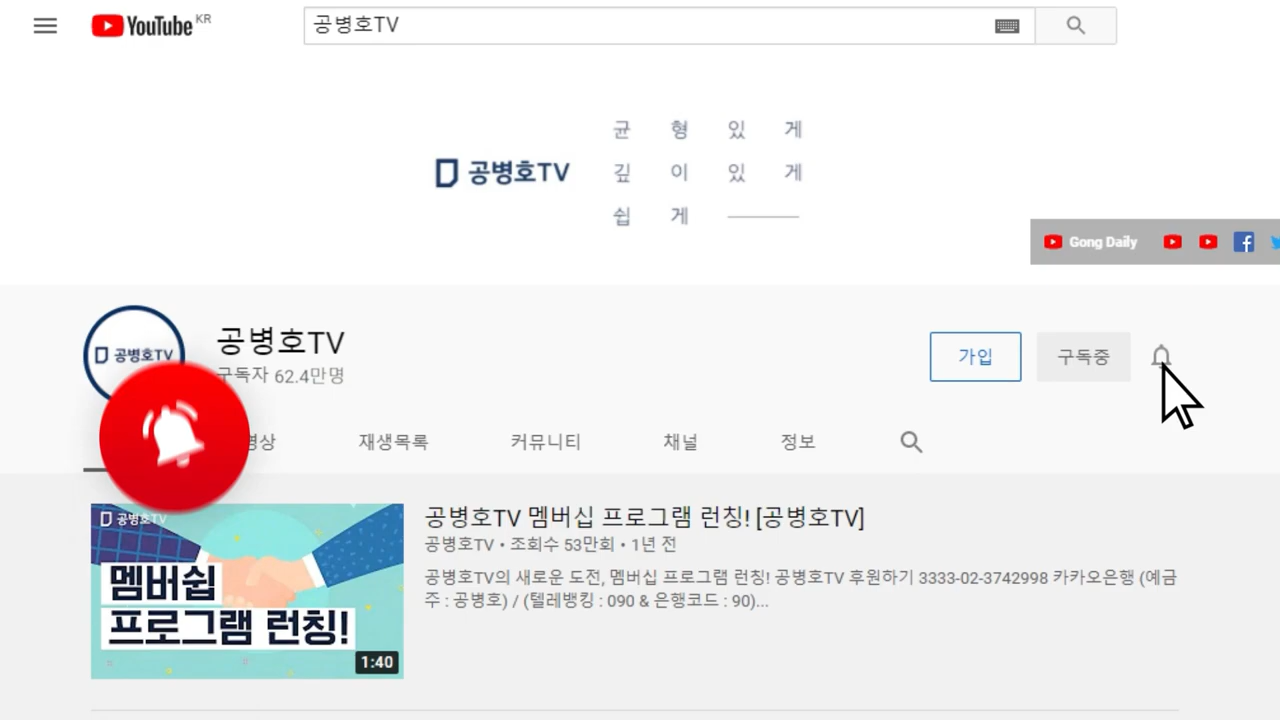 YouTube KR
공병호TV
균 형 있 게
공병호TV
깊 이 있 게
쉽 게
Gong Daily
공병호TV
공병호TV
구독자 62.4만명
가입
구독중
영상
재생목록
커뮤니티
채널
정보
공병호TV
멤버쉽
프로그램 런칭!
1:40
공병호TV 멤버십 프로그램 런칭! [공병호TV]
공병호TV • 조회수 53만회 • 1년 전
공병호TV의 새로운 도전, 멤버십 프로그램 런칭! 공병호TV 후원하기 3333-02-3742998 카카오은행 (예금
주 : 공병호) / (텔레뱅킹 : 090 & 은행코드 : 90)...